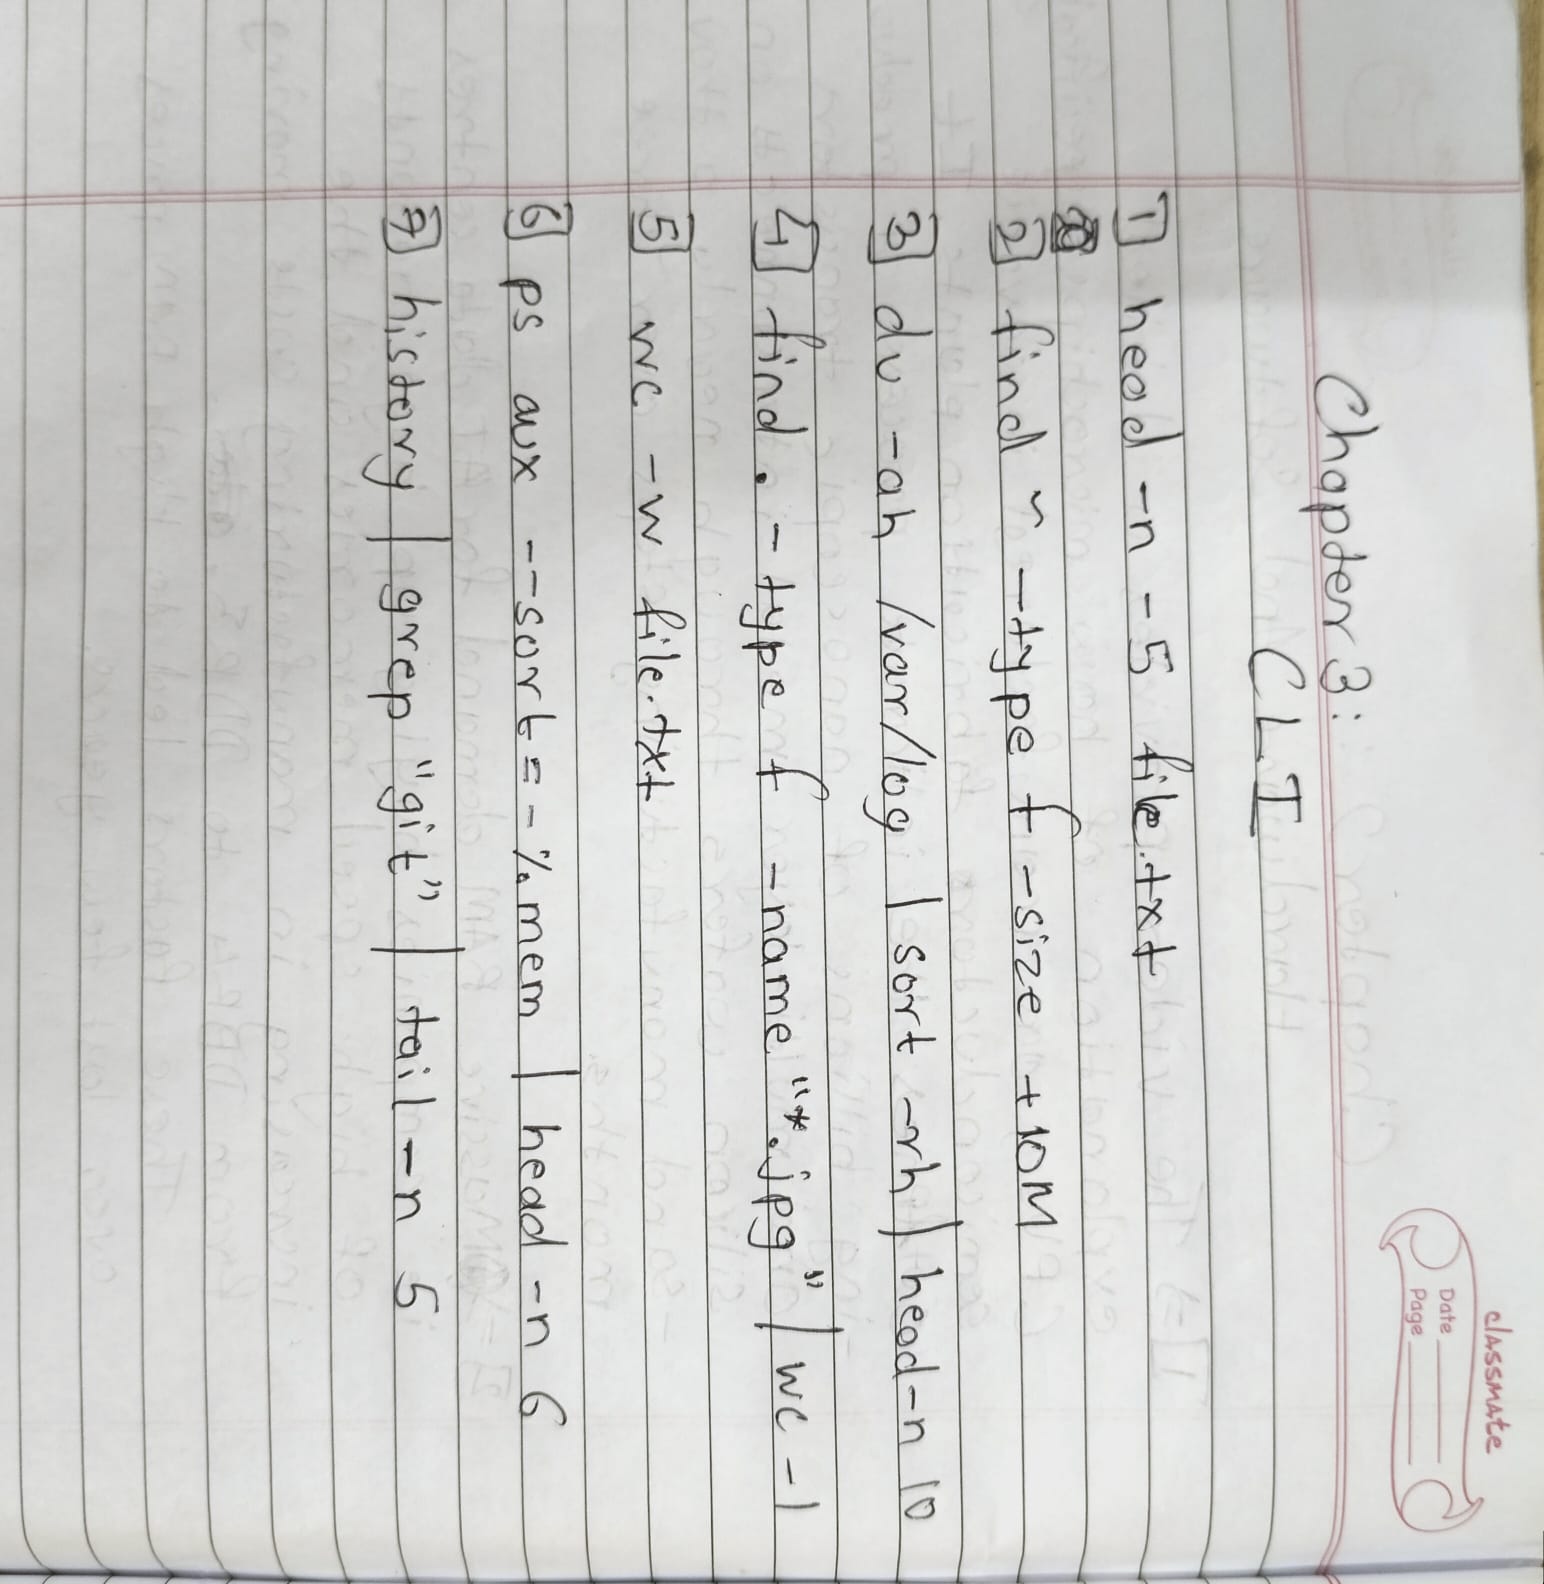 classmate
Date
Page
Chapter 3:
CLI
1 head -n -5 file.txt
2 find ~ -type f -size +10M
3 du -ah /var/log | sort -rh | head -n 10
4 find . -type f -name "*.jpg" | wc -l
5 wc -w file.txt
6 ps aux --sort=-%mem | head -n 6
7 history | grep "git" | tail -n 5